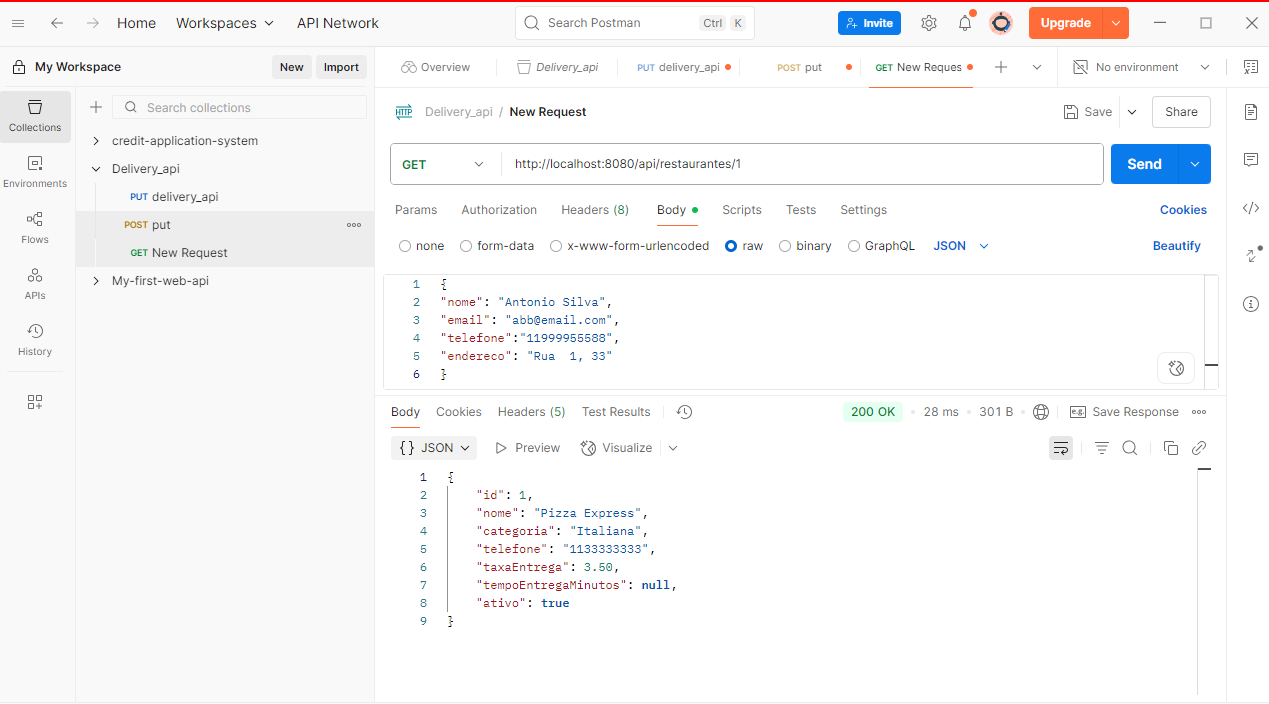 Home Workspaces API Network Search Postman Ctrl K Invite Upgrade
My Workspace New Import
Overview Delivery_api PUT delivery_api POST put GET New Reques No environment
Collections
Environments
Flows
APIs
History
Search collections
credit-application-system
Delivery_api
PUT delivery_api
POST put
GET New Request
My-first-web-api
HTTP Delivery_api / New Request Save Share
GET http://localhost:8080/api/restaurantes/1 Send
Params Authorization Headers (8) Body Scripts Tests Settings Cookies
none form-data x-www-form-urlencoded raw binary GraphQL JSON Beautify
1 {
2 "nome": "Antonio Silva",
3 "email": "abb@email.com",
4 "telefone":"11999955588",
5 "endereco": "Rua  1, 33"
6 }
Body Cookies Headers (5) Test Results 200 OK 28 ms 301 B e.g. Save Response
{} JSON Preview Visualize
1 {
2 "id": 1,
3 "nome": "Pizza Express",
4 "categoria": "Italiana",
5 "telefone": "1133333333",
6 "taxaEntrega": 3.50,
7 "tempoEntregaMinutos": null,
8 "ativo": true
9 }